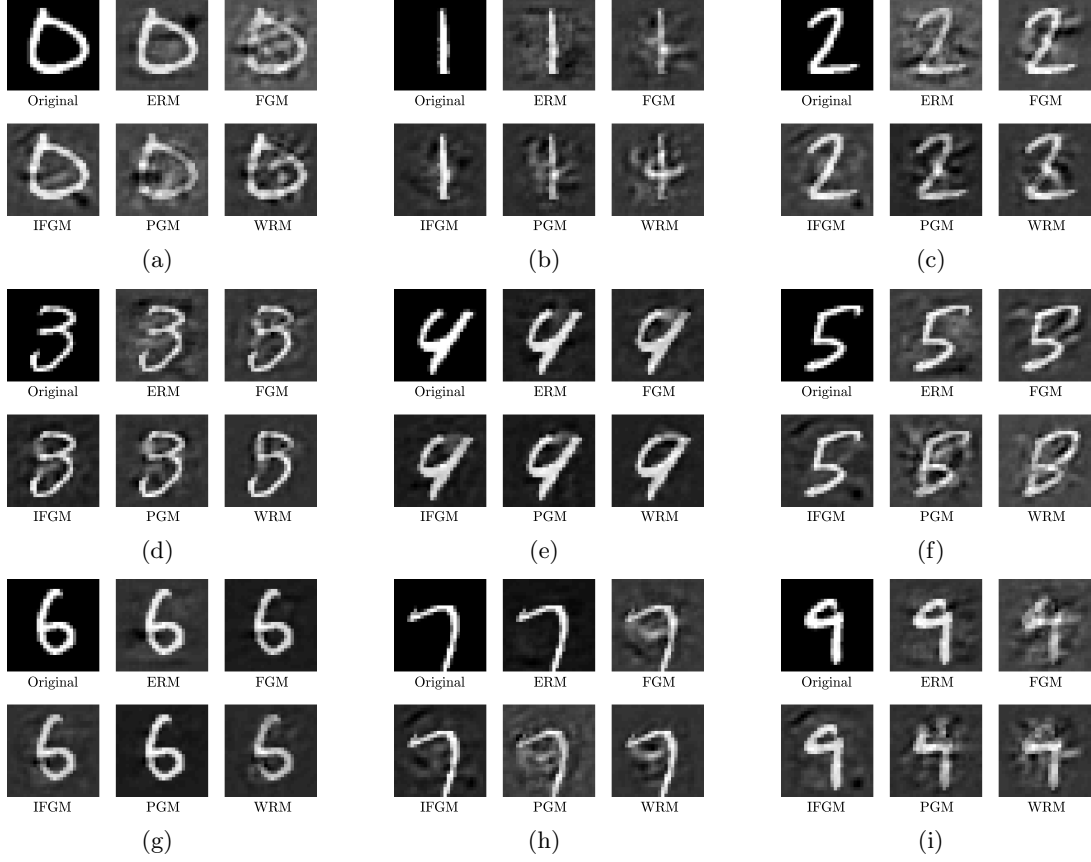 Original ERM FGM Original ERM FGM Original ERM FGM
IFGM PGM WRM IFGM PGM WRM IFGM PGM WRM
(a) (b) (c)
Original ERM FGM Original ERM FGM Original ERM FGM
IFGM PGM WRM IFGM PGM WRM IFGM PGM WRM
(d) (e) (f)
Original ERM FGM Original ERM FGM Original ERM FGM
IFGM PGM WRM IFGM PGM WRM IFGM PGM WRM
(g) (h) (i)